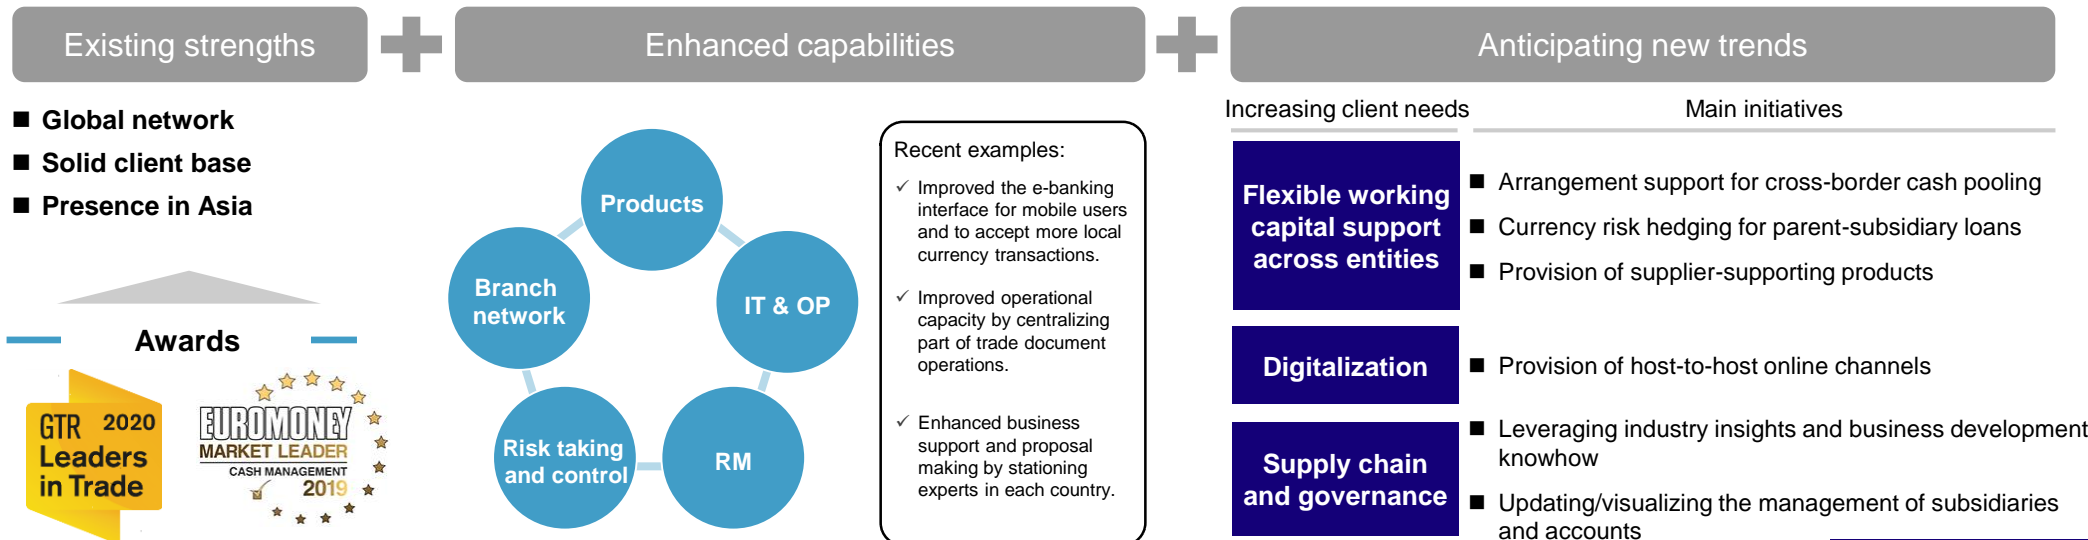 Existing strengths
Enhanced capabilities
Anticipating new trends
■ Global network
■ Solid client base
■ Presence in Asia
Awards
GTR 2020
Leaders
in Trade
EUROMONEY
MARKET LEADER
CASH MANAGEMENT
2019
Products
Branch
network
IT & OP
Risk taking
and control
RM
Recent examples:
✓ Improved the e-banking
interface for mobile users
and to accept more local
currency transactions.
✓ Improved operational
capacity by centralizing
part of trade document
operations.
✓ Enhanced business
support and proposal
making by stationing
experts in each country.
Increasing client needs
Main initiatives
Flexible working
capital support
across entities
■ Arrangement support for cross-border cash pooling
■ Currency risk hedging for parent-subsidiary loans
■ Provision of supplier-supporting products
Digitalization
■ Provision of host-to-host online channels
Supply chain
and governance
■ Leveraging industry insights and business development
knowhow
■ Updating/visualizing the management of subsidiaries
and accounts